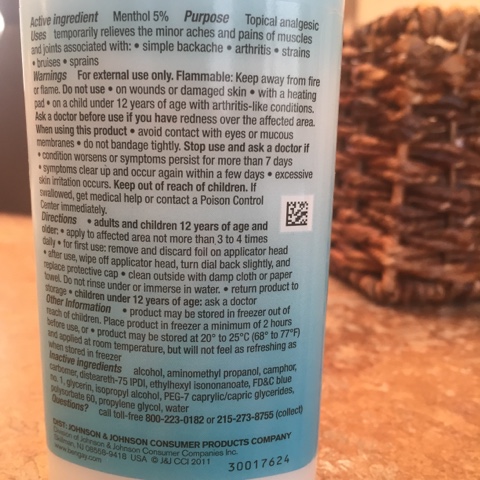 Active ingredient Menthol 5% Purpose Topical analgesic
Uses temporarily relieves the minor aches and pains of muscles
and joints associated with: • simple backache • arthritis • strains
• bruises • sprains
Warnings For external use only. Flammable: Keep away from fire
or flame. Do not use • on wounds or damaged skin • with a heating
pad • on a child under 12 years of age with arthritis-like conditions.
Ask a doctor before use if you have redness over the affected area.
When using this product • avoid contact with eyes or mucous
membranes • do not bandage tightly. Stop use and ask a doctor if
• condition worsens or symptoms persist for more than 7 days
• symptoms clear up and occur again within a few days • excessive
skin irritation occurs. Keep out of reach of children. If
swallowed, get medical help or contact a Poison Control
Center immediately.
Directions • adults and children 12 years of age and
older: • apply to affected area not more than 3 to 4 times
daily • for first use: remove and discard foil on applicator head
• after use, wipe off applicator head, turn dial back slightly, and
replace protective cap • clean outside with damp cloth or paper
towel. Do not rinse under or immerse in water. • return product to
storage • children under 12 years of age: ask a doctor
Other information • product may be stored in freezer out of
reach of children. Place product in freezer a minimum of 2 hours
before use, or • product may be stored at 20° to 25°C (68° to 77°F)
and applied at room temperature, but will not feel as refreshing as
when stored in freezer
Inactive ingredients alcohol, aminomethyl propanol, camphor,
carbomer, disteareth-75 IPDI, ethylhexyl isononanoate, FD&C blue
no. 1, glycerin, isopropyl alcohol, PEG-7 caprylic/capric glycerides,
polysorbate 60, propylene glycol, water
Questions? call toll-free 800-223-0182 or 215-273-8755 (collect)
DIST: JOHNSON & JOHNSON CONSUMER PRODUCTS COMPANY
Division of Johnson & Johnson Consumer Companies Inc.
Skillman, NJ 08558-9418 USA © J&J CCI 2011
www.bengay.com 30017624